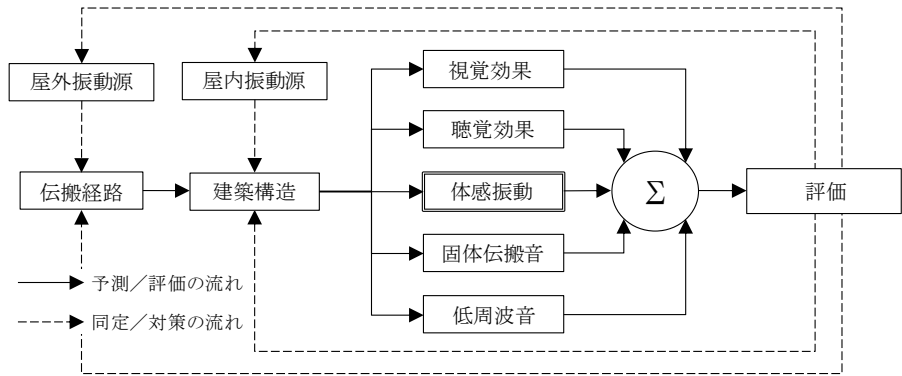 屋外振動源
屋内振動源
伝搬経路
建築構造
視覚効果
聴覚効果
体感振動
固体伝搬音
低周波音
Σ
評価
予測／評価の流れ
同定／対策の流れ